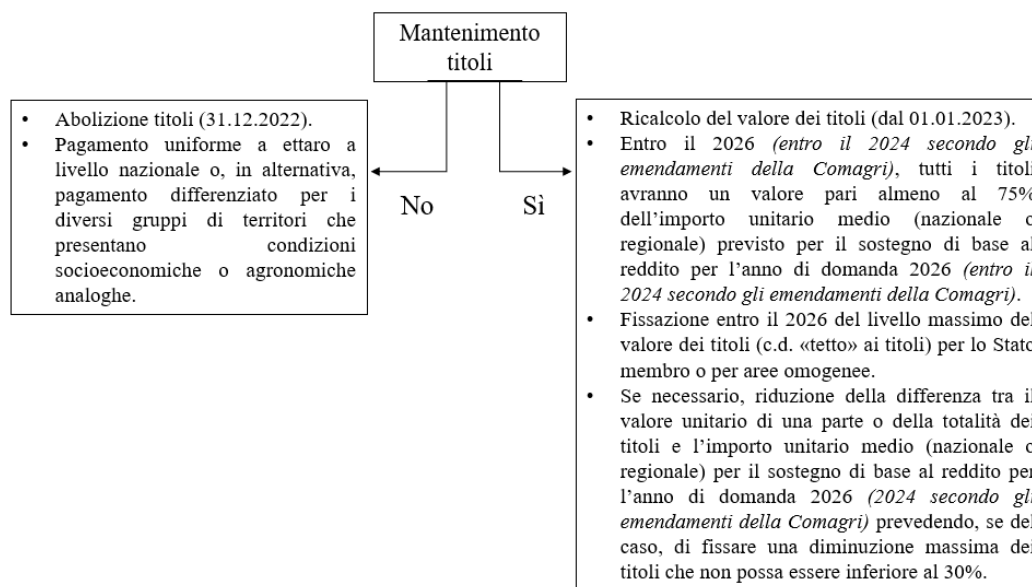 Mantenimento
titoli
• Abolizione titoli (31.12.2022).
• Pagamento uniforme a ettaro a
livello nazionale o, in alternativa,
pagamento differenziato per i
diversi gruppi di territori che
presentano condizioni
socioeconomiche o agronomiche
analoghe.
No
Sì
• Ricalcolo del valore dei titoli (dal 01.01.2023).
• Entro il 2026 (entro il 2024 secondo gli
emendamenti della Comagri), tutti i titoli
avranno un valore pari almeno al 75%
dell’importo unitario medio (nazionale o
regionale) previsto per il sostegno di base al
reddito per l’anno di domanda 2026 (entro il
2024 secondo gli emendamenti della Comagri).
• Fissazione entro il 2026 del livello massimo del
valore dei titoli (c.d. «tetto» ai titoli) per lo Stato
membro o per aree omogenee.
• Se necessario, riduzione della differenza tra il
valore unitario di una parte o della totalità dei
titoli e l’importo unitario medio (nazionale o
regionale) per il sostegno di base al reddito per
l’anno di domanda 2026 (2024 secondo gli
emendamenti della Comagri) prevedendo, se del
caso, di fissare una diminuzione massima dei
titoli che non possa essere inferiore al 30%.